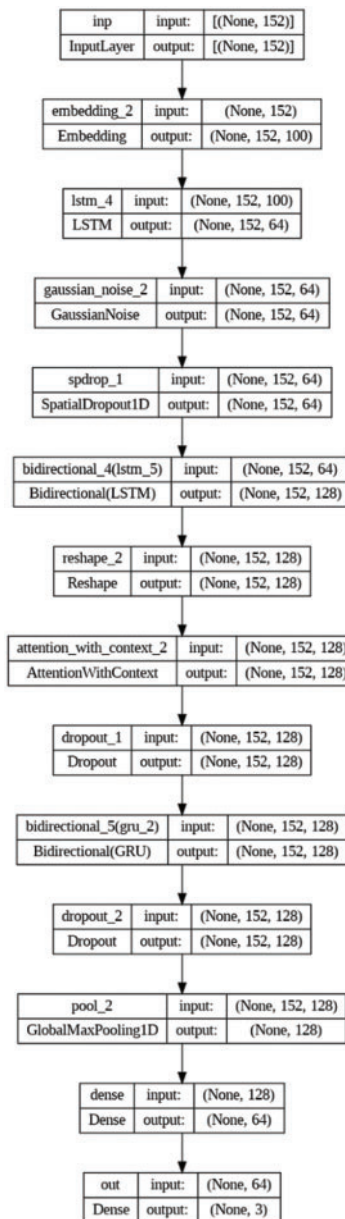 inp input: [(None, 152)]
InputLayer output: [(None, 152)]
embedding_2 input: (None, 152)
Embedding output: (None, 152, 100)
lstm_4 input: (None, 152, 100)
LSTM output: (None, 152, 64)
gaussian_noise_2 input: (None, 152, 64)
GaussianNoise output: (None, 152, 64)
spdrop_1 input: (None, 152, 64)
SpatialDropout1D output: (None, 152, 64)
bidirectional_4(lstm_5) input: (None, 152, 64)
Bidirectional(LSTM) output: (None, 152, 128)
reshape_2 input: (None, 152, 128)
Reshape output: (None, 152, 128)
attention_with_context_2 input: (None, 152, 128)
AttentionWithContext output: (None, 152, 128)
dropout_1 input: (None, 152, 128)
Dropout output: (None, 152, 128)
bidirectional_5(gru_2) input: (None, 152, 128)
Bidirectional(GRU) output: (None, 152, 128)
dropout_2 input: (None, 152, 128)
Dropout output: (None, 152, 128)
pool_2 input: (None, 152, 128)
GlobalMaxPooling1D output: (None, 128)
dense input: (None, 128)
Dense output: (None, 64)
out input: (None, 64)
Dense output: (None, 3)